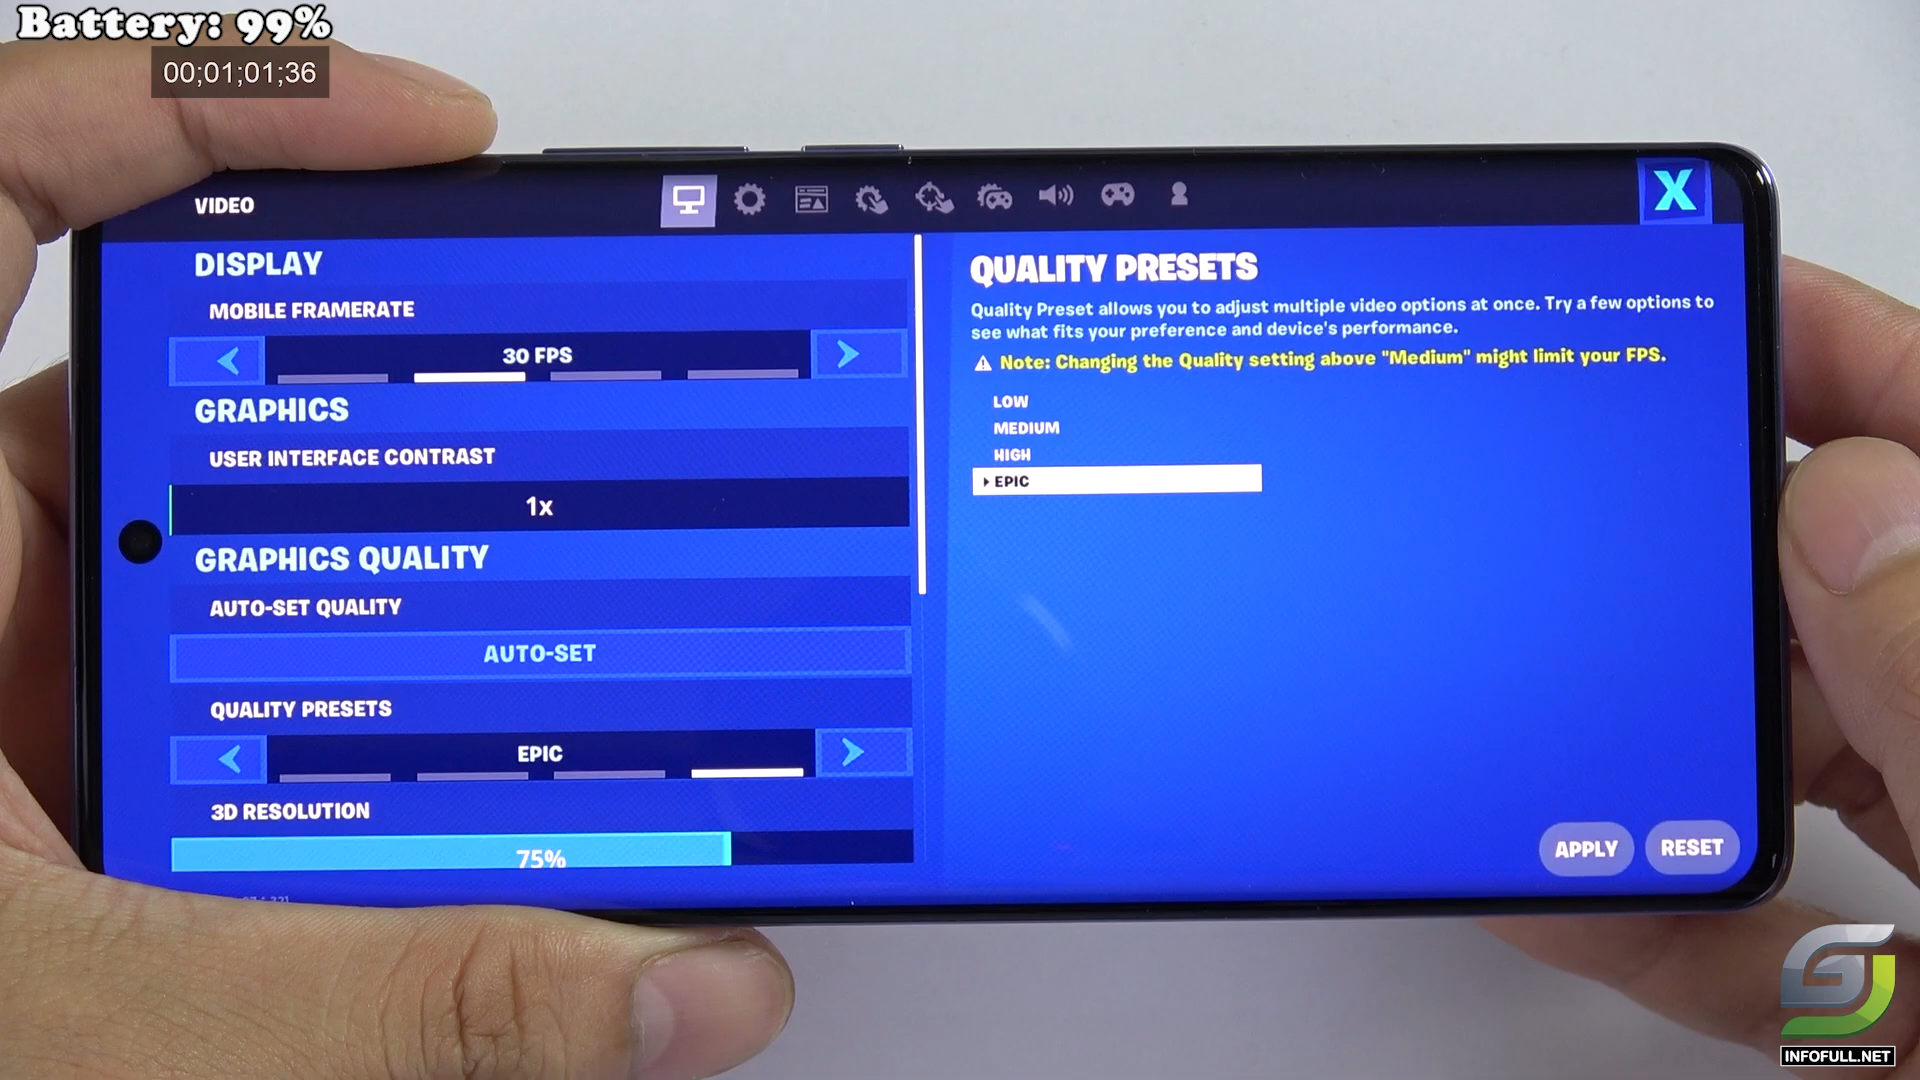 Battery: 99%
00;01;01;36
VIDEO
X
DISPLAY
MOBILE FRAMERATE
30 FPS
GRAPHICS
USER INTERFACE CONTRAST
1x
GRAPHICS QUALITY
AUTO-SET QUALITY
AUTO-SET
QUALITY PRESETS
EPIC
3D RESOLUTION
75%
QUALITY PRESETS
Quality Preset allows you to adjust multiple video options at once. Try a few options to
see what fits your preference and device's performance.
Note: Changing the Quality setting above "Medium" might limit your FPS.
LOW
MEDIUM
HIGH
EPIC
APPLY
RESET
INFOFULL.NET